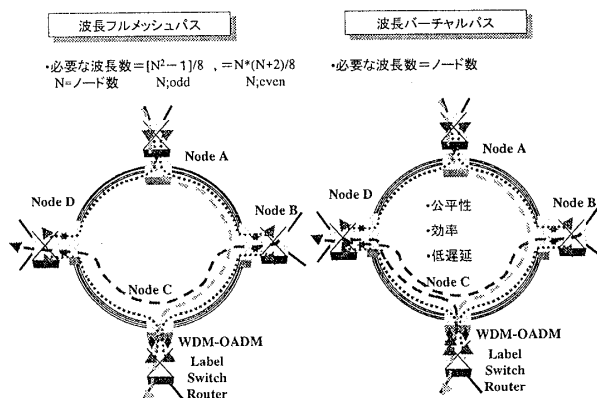 波長フルメッシュパス
・必要な波長数=[N²−1]/8 , =N*(N+2)/8
N=ノード数 N;odd N;even
Node A
Node D
Node B
Node C
WDM-OADM
Label
Switch
Router
波長バーチャルパス
・必要な波長数=ノード数
Node A
Node D
Node B
・公平性
・効率
・低遅延
Node C
WDM-OADM
Label
Switch
Router